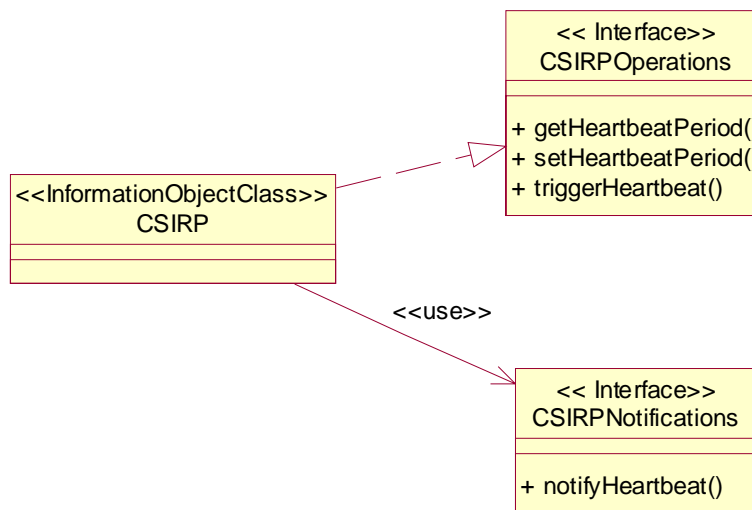 << Interface>>
CSIRPOperations
+ getHeartbeatPeriod(
+ setHeartbeatPeriod(
+ triggerHeartbeat()
<<InformationObjectClass>>
CSIRP
<<use>>
<< Interface>>
CSIRPNotifications
+ notifyHeartbeat()